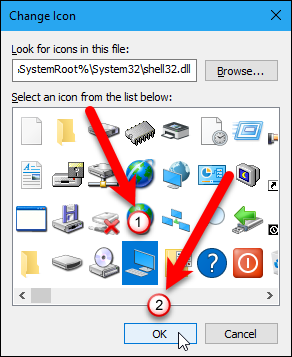 Change Icon
Look for icons in this file:
SystemRoot%\System32\shell32.dll
Browse...
Select an icon from the list below:
1
?
2
OK
Cancel